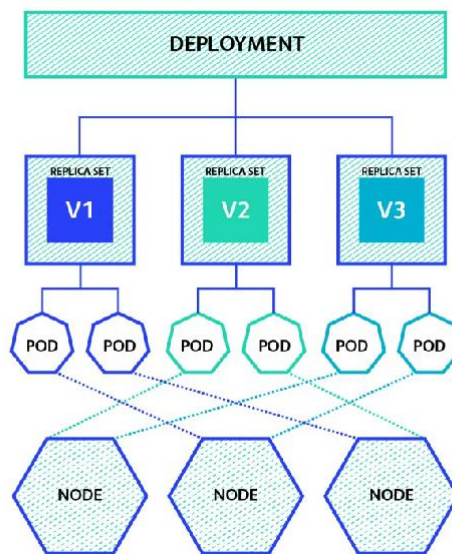 DEPLOYMENT
REPLICA SET
V1
REPLICA SET
V2
REPLICA SET
V3
POD
POD
POD
POD
POD
POD
NODE
NODE
NODE